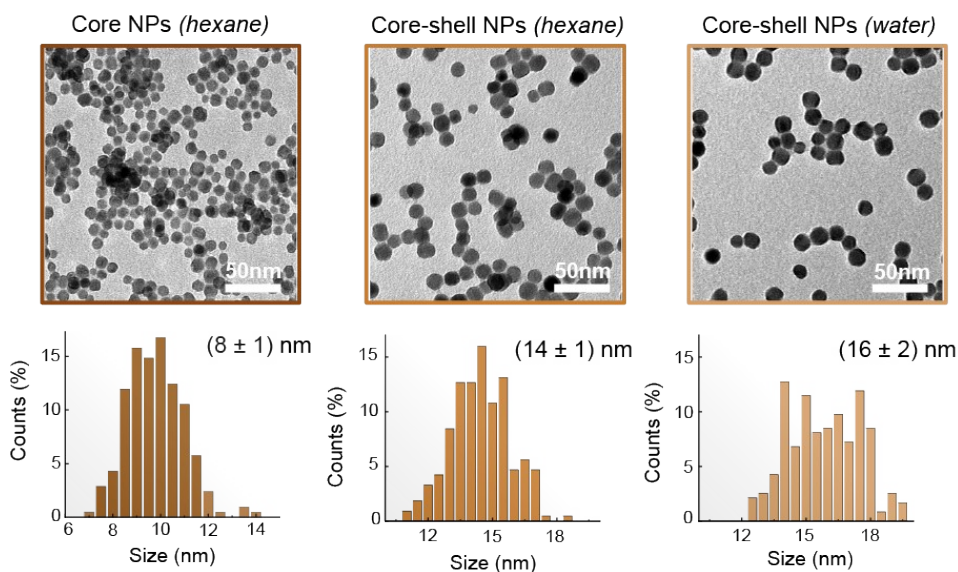 Core NPs (hexane)
Core-shell NPs (hexane)
Core-shell NPs (water)
50nm
50nm
50nm
(8 ± 1) nm
Counts (%)
15
10
5
0
6 8 10 12 14
Size (nm)
(14 ± 1) nm
Counts (%)
15
10
5
0
12 15 18
Size (nm)
(16 ± 2) nm
Counts (%)
15
10
5
0
12 15 18
Size (nm)